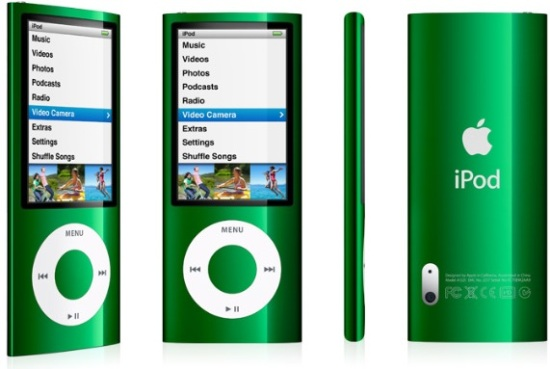 iPod
Music
Videos
Photos
Podcasts
Radio
Video Camera
Extras
Settings
Shuffle Songs
MENU
iPod
Music
Videos
Photos
Podcasts
Radio
Video Camera
Extras
Settings
Shuffle Songs
MENU
iPod